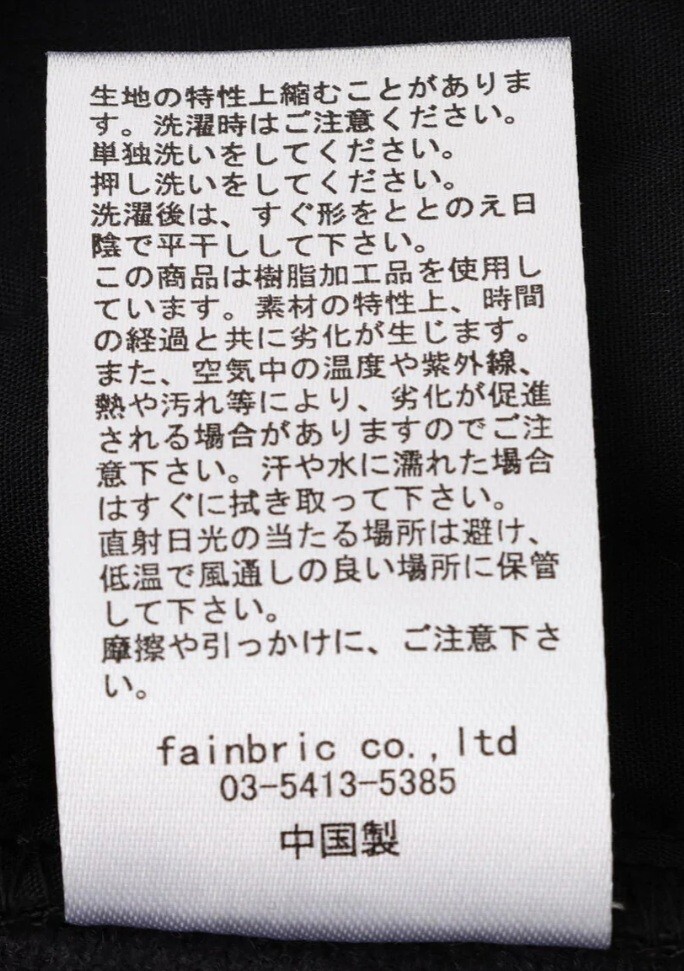 生地の特性上縮むことがありま
す。洗濯時はご注意ください。
単独洗いをしてください。
押し洗いをしてください。
洗濯後は、すぐ形をととのえ日
陰で平干しして下さい。
この商品は樹脂加工品を使用し
ています。素材の特性上、時間
の経過と共に劣化が生じます。
また、空気中の温度や紫外線、
熱や汚れ等により、劣化が促進
される場合がありますのでご注
意下さい。汗や水に濡れた場合
はすぐに拭き取って下さい。
直射日光の当たる場所は避け、
低温で風通しの良い場所に保管
して下さい。
摩擦や引っかけに、ご注意下さ
い。
fainbric co.,ltd
03-5413-5385
中国製